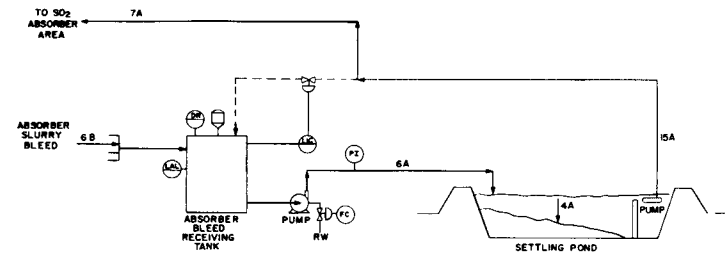 TO SO2
ABSORBER
AREA
7A
ABSORBER
SLURRY
BLEED
6B
DR
LIC
LAL
PI
6A
15A
4A
PUMP
ABSORBER
BLEED
RECEIVING
TANK
PUMP
FC
RW
SETTLING POND